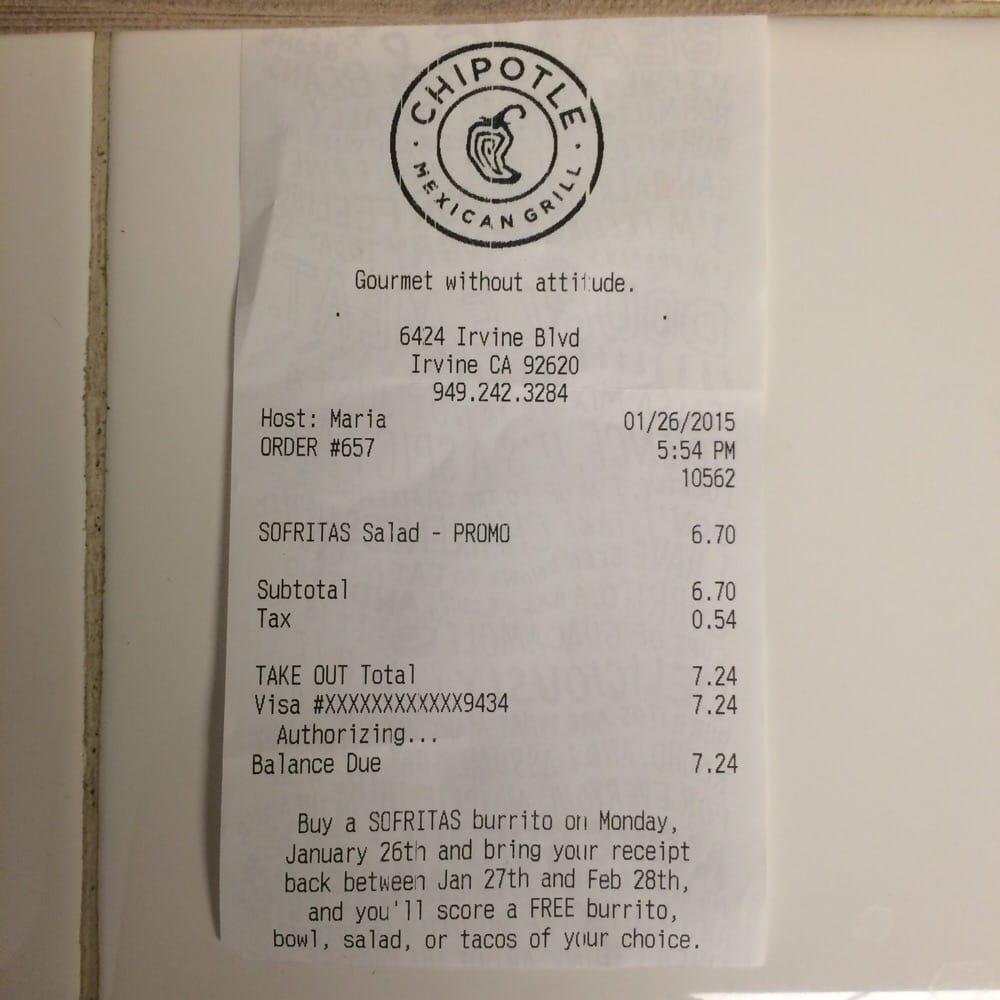 CHIPOTLE
MEXICAN GRILL
Gourmet without attitude.
6424 Irvine Blvd
Irvine CA 92620
949.242.3284
Host: Maria 01/26/2015
ORDER #657 5:54 PM
10562
SOFRITAS Salad - PROMO 6.70
Subtotal 6.70
Tax 0.54
TAKE OUT Total 7.24
Visa #XXXXXXXXXXXX9434 7.24
Authorizing...
Balance Due 7.24
Buy a SOFRITAS burrito on Monday,
January 26th and bring your receipt
back between Jan 27th and Feb 28th,
and you'll score a FREE burrito,
bowl, salad, or tacos of your choice.